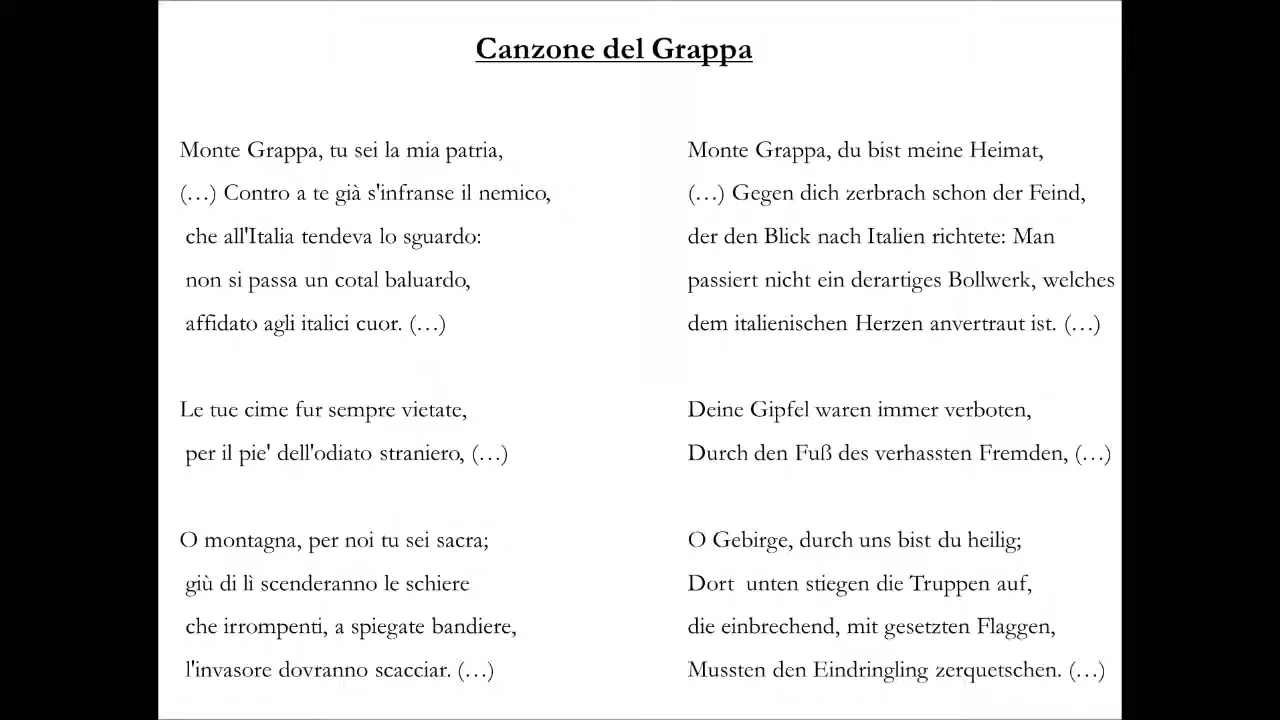 Canzone del Grappa
Monte Grappa, tu sei la mia patria,
(…) Contro a te già s'infranse il nemico,
che all'Italia tendeva lo sguardo:
non si passa un cotal baluardo,
affidato agli italici cuor. (…)
Le tue cime fur sempre vietate,
per il pie' dell'odiato straniero, (…)
O montagna, per noi tu sei sacra;
giù di lì scenderanno le schiere
che irrompenti, a spiegate bandiere,
l'invasore dovranno scacciar. (…)
Monte Grappa, du bist meine Heimat,
(…) Gegen dich zerbrach schon der Feind,
der den Blick nach Italien richtete: Man
passiert nicht ein derartiges Bollwerk, welches
dem italienischen Herzen anvertraut ist. (…)
Deine Gipfel waren immer verboten,
Durch den Fuß des verhassten Fremden, (…)
O Gebirge, durch uns bist du heilig;
Dort unten stiegen die Truppen auf,
die einbrechend, mit gesetzten Flaggen,
Mussten den Eindringling zerquetschen. (…)